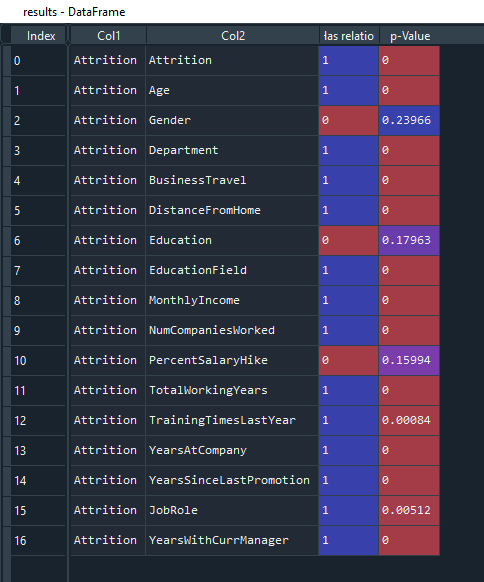 results - DataFrame
Index Col1 Col2 las relatio p-Value
0 Attrition Attrition 1 0
1 Attrition Age 1 0
2 Attrition Gender 0 0.23966
3 Attrition Department 1 0
4 Attrition BusinessTravel 1 0
5 Attrition DistanceFromHome 1 0
6 Attrition Education 0 0.17963
7 Attrition EducationField 1 0
8 Attrition MonthlyIncome 1 0
9 Attrition NumCompaniesWorked 1 0
10 Attrition PercentSalaryHike 0 0.15994
11 Attrition TotalWorkingYears 1 0
12 Attrition TrainingTimesLastYear 1 0.00084
13 Attrition YearsAtCompany 1 0
14 Attrition YearsSinceLastPromotion 1 0
15 Attrition JobRole 1 0.00512
16 Attrition YearsWithCurrManager 1 0